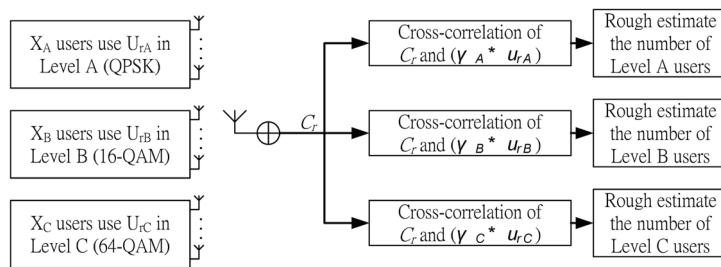 X_A users use U_rA in
Level A (QPSK)
X_B users use U_rB in
Level B (16-QAM)
X_C users use U_rC in
Level C (64-QAM)
C_r
Cross-correlation of
C_r and (γ_A* u_rA)
Cross-correlation of
C_r and (γ_B* u_rB)
Cross-correlation of
C_r and (γ_C* u_rC)
Rough estimate
the number of
Level A users
Rough estimate
the number of
Level B users
Rough estimate
the number of
Level C users